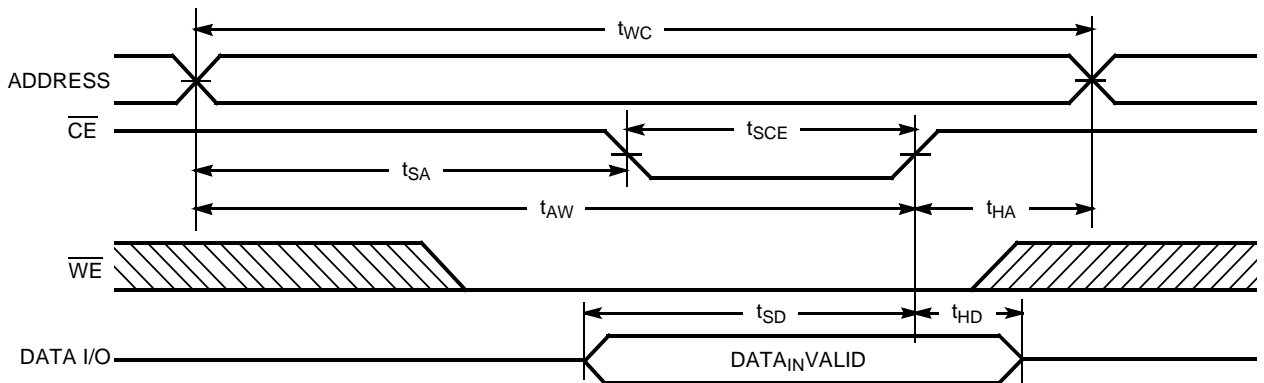 tWC
ADDRESS
CE
tSCE
tSA
tAW
tHA
WE
tSD
tHD
DATA I/O
DATAINVALID